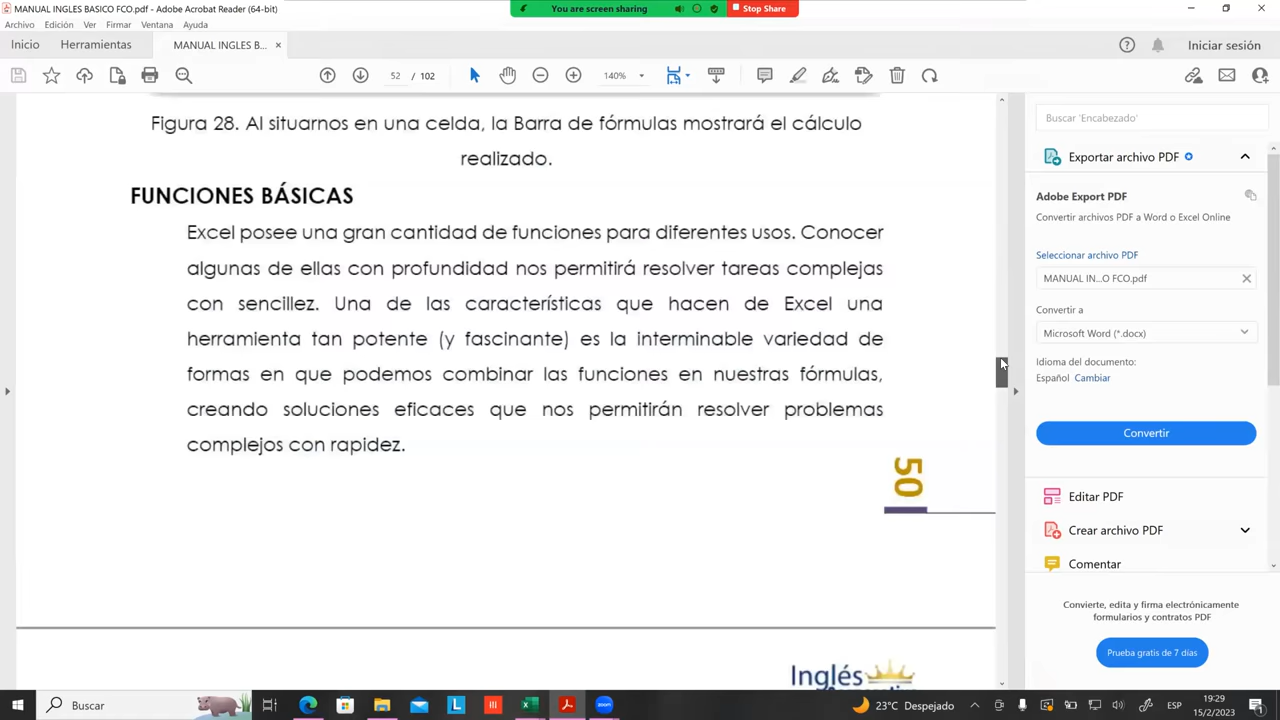 MANUAL INGLES BASICO FCO.pdf - Adobe Acrobat Reader (64-bit)
You are screen sharing
Stop Share
Archivo Edición Ver Firmar Ventana Ayuda
Inicio Herramientas MANUAL INGLES B... × Iniciar sesión
52 / 102 140%
Figura 28. Al situarnos en una celda, la Barra de fórmulas mostrará el cálculo
realizado.
FUNCIONES BÁSICAS
Excel posee una gran cantidad de funciones para diferentes usos. Conocer
algunas de ellas con profundidad nos permitirá resolver tareas complejas
con sencillez. Una de las características que hacen de Excel una
herramienta tan potente (y fascinante) es la interminable variedad de
formas en que podemos combinar las funciones en nuestras fórmulas,
creando soluciones eficaces que nos permitirán resolver problemas
complejos con rapidez.
50
Inglés
Buscar 'Encabezado'
Exportar archivo PDF
Adobe Export PDF
Convertir archivos PDF a Word o Excel Online
Seleccionar archivo PDF
MANUAL IN...O FCO.pdf
Convertir a
Microsoft Word (*.docx)
Idioma del documento:
Español Cambiar
Convertir
Editar PDF
Crear archivo PDF
Comentar
Convierte, edita y firma electrónicamente
formularios y contratos PDF
Prueba gratis de 7 días
Buscar
L
zoom
23°C Despejado
ESP
19:29
15/2/2023
1